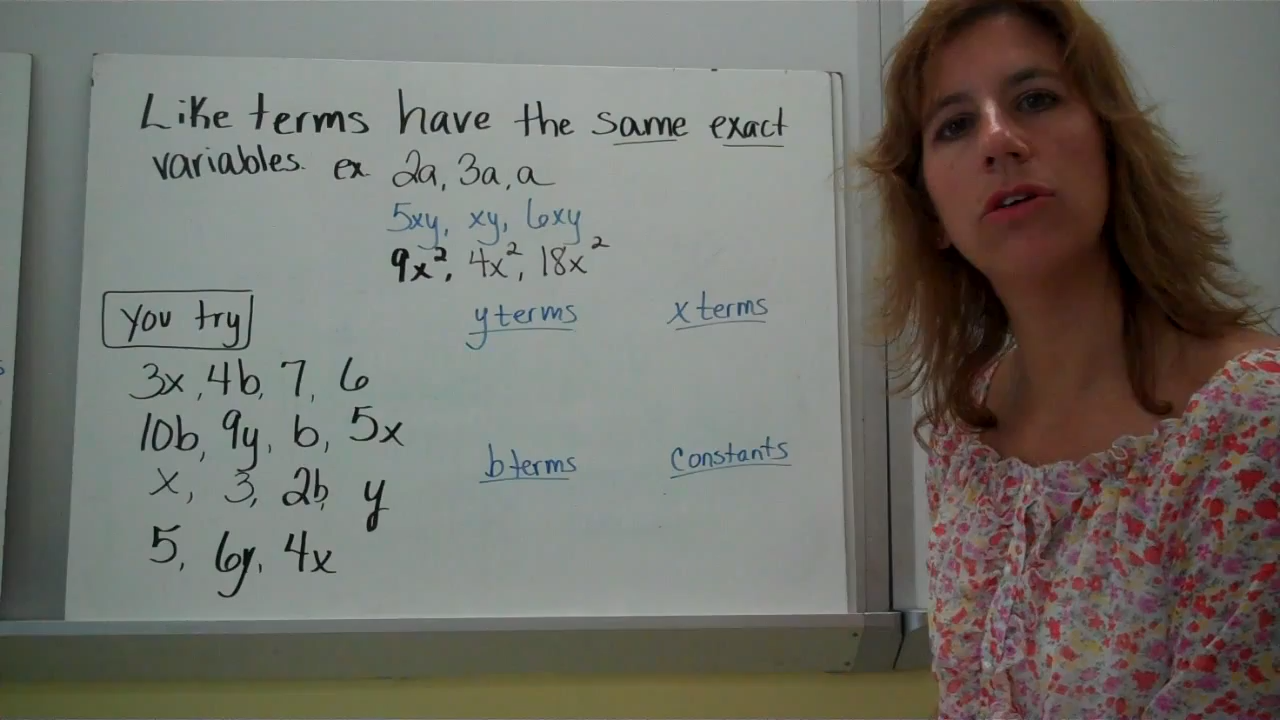 Like terms have the same exact
variables. ex 2a, 3a, a
5xy, xy, 6xy
9x², 4x², 18x²
You try
y terms
x terms
3x, 4b, 7, 6
10b, 9y, b, 5x
b terms
Constants
x, 3, 2b, y
5, 6y, 4x